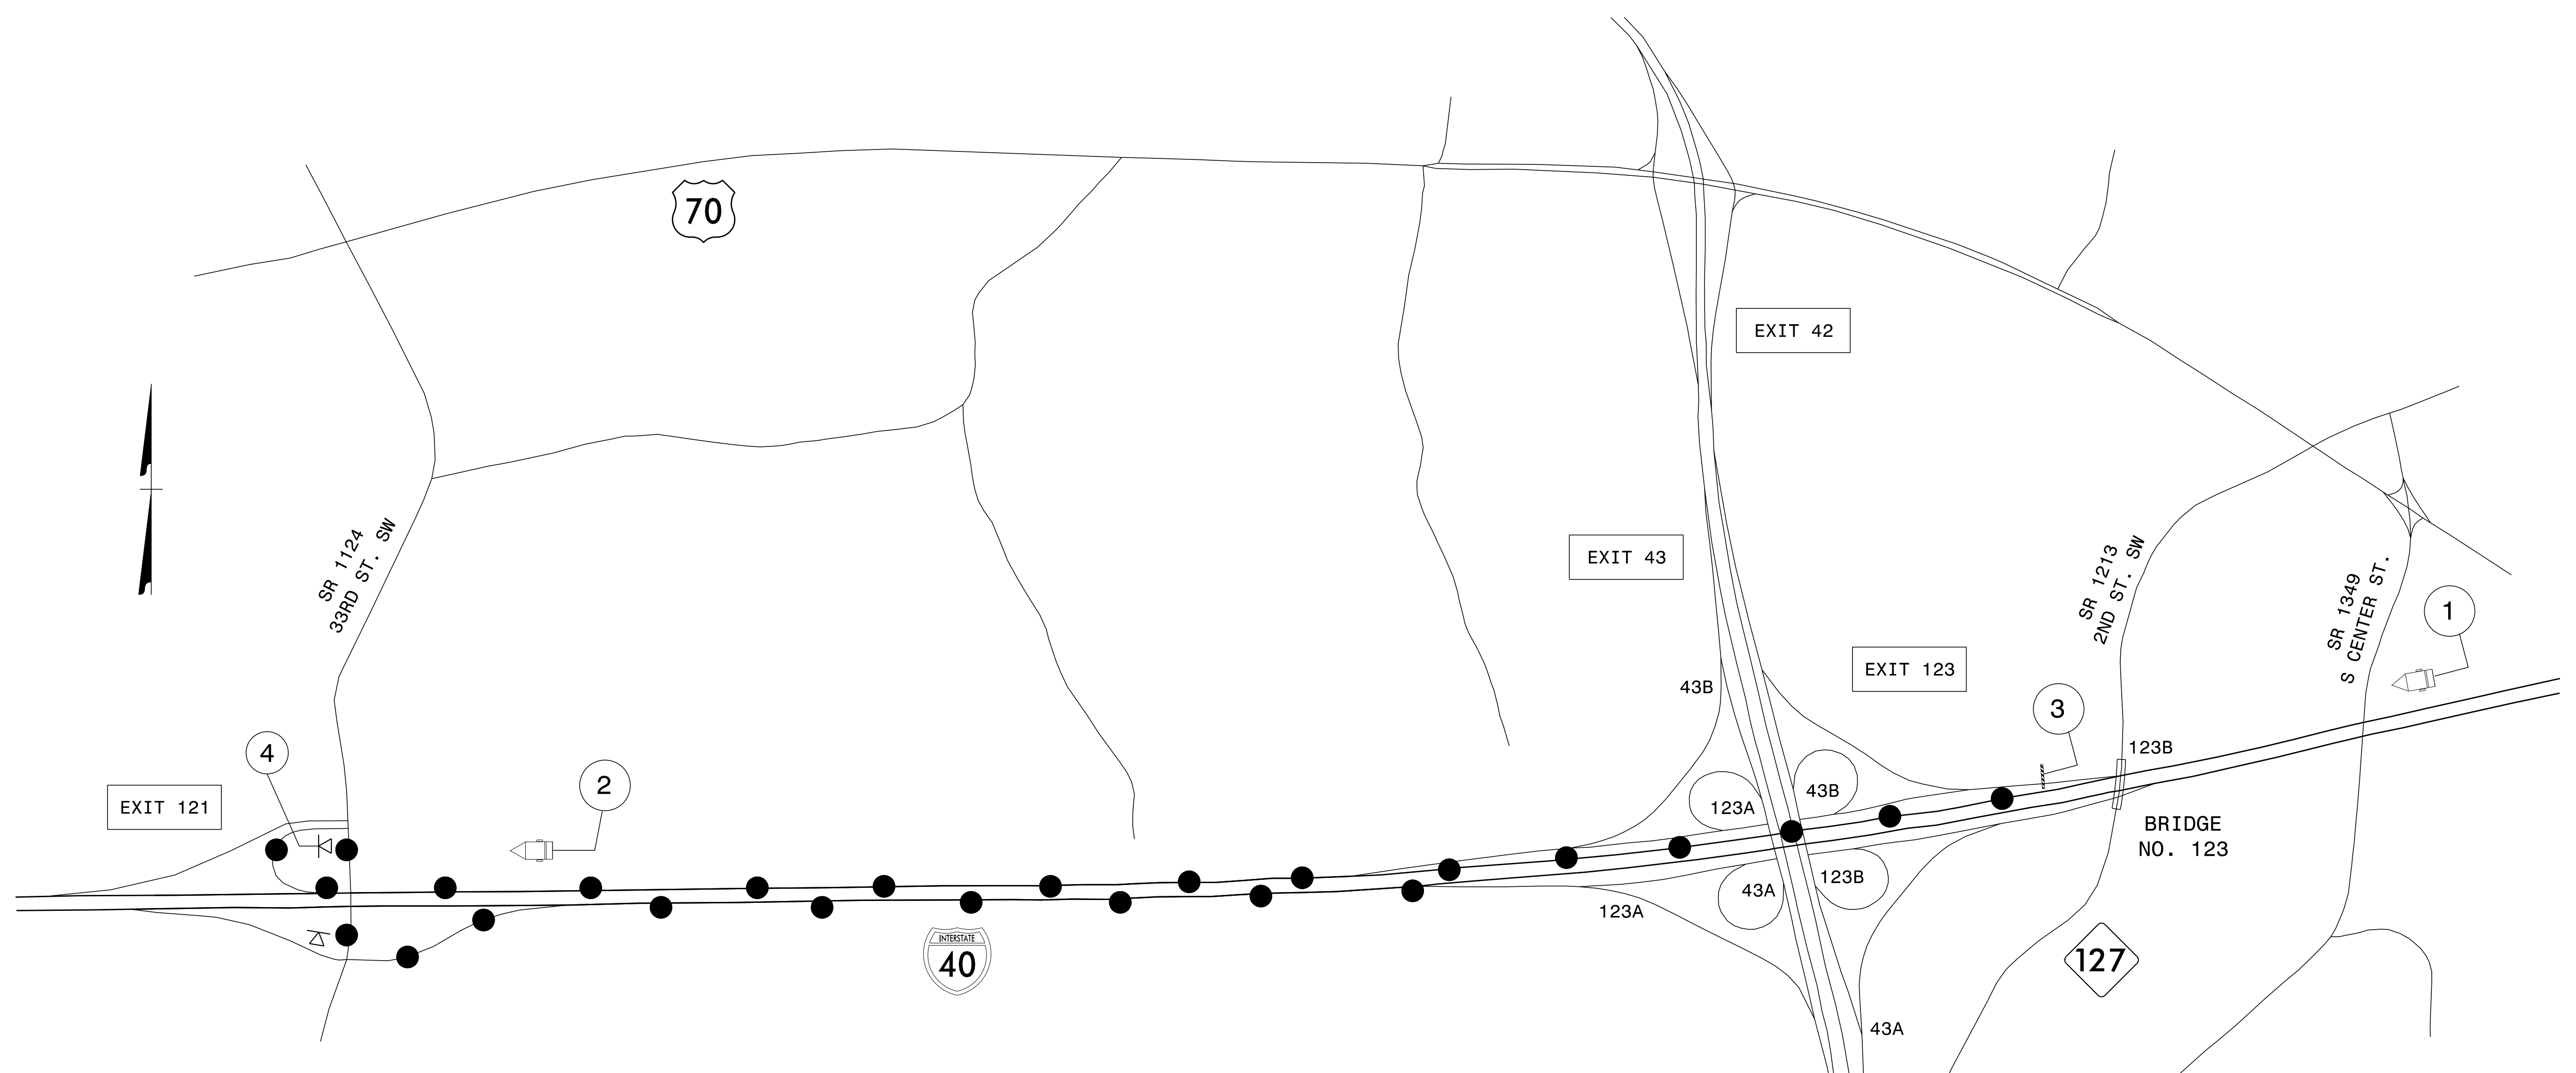 70
EXIT 42
EXIT 43
SR 1124
33RD ST. SW
SR 1213
2ND ST. SW
SR 1349
S CENTER ST.
1
EXIT 123
43B
3
4
2
123B
EXIT 121
123A
43B
BRIDGE
NO. 123
43A
123B
123A
INTERSTATE
40
127
43A